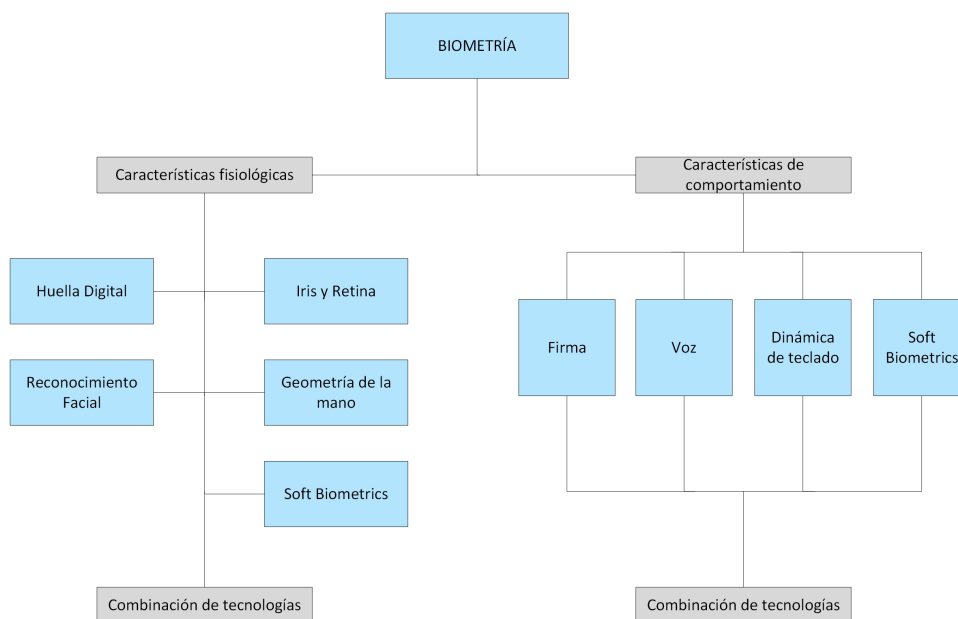 BIOMETRÍA
Características fisiológicas
Características de
comportamiento
Huella Digital
Iris y Retina
Reconocimiento
Facial
Geometría de la
mano
Soft Biometrics
Firma
Voz
Dinámica
de teclado
Soft
Biometrics
Combinación de tecnologías
Combinación de tecnologías